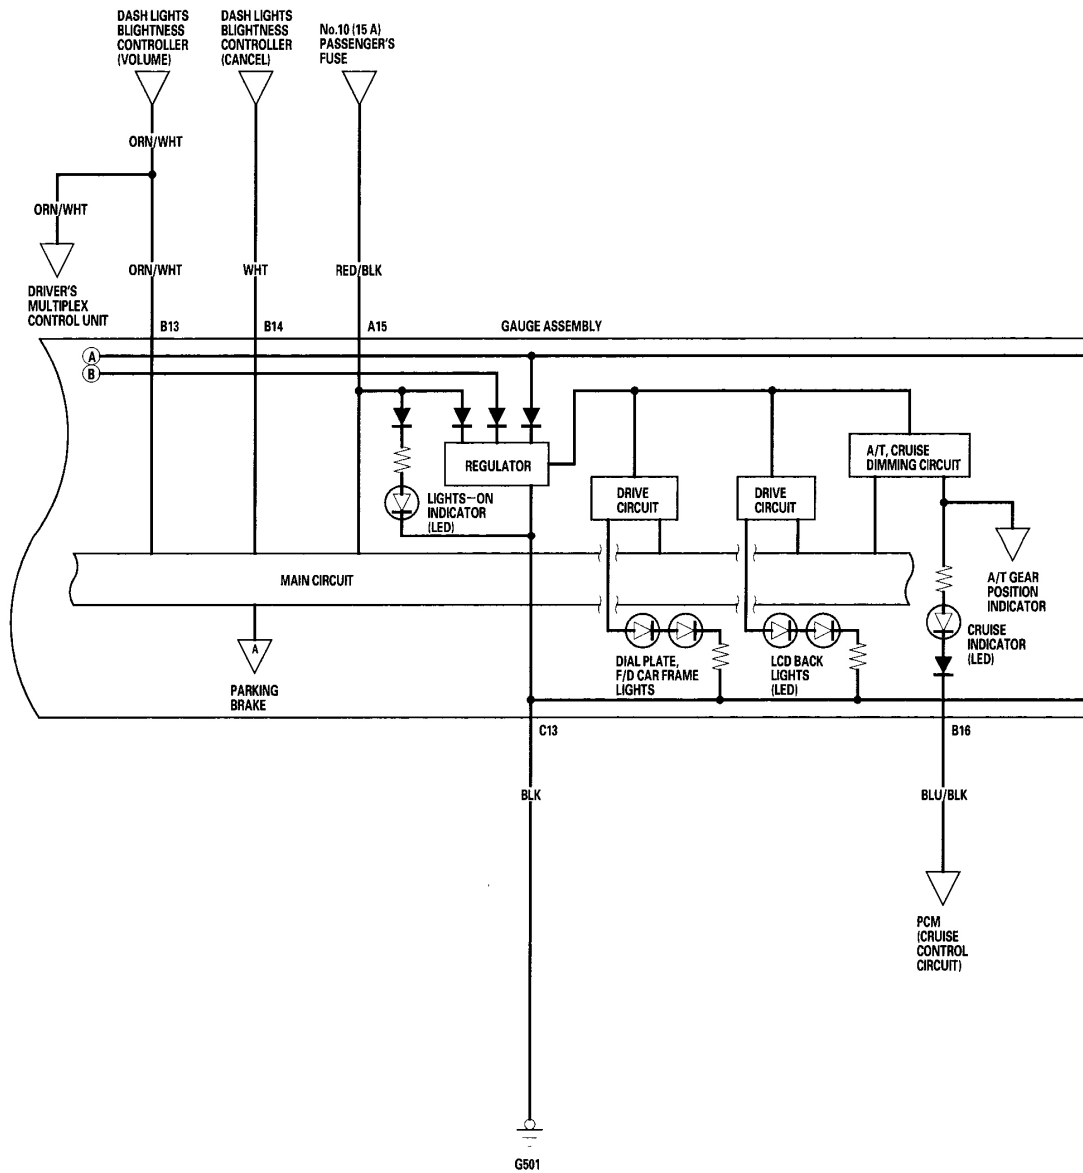 DASH LIGHTS
BLIGHTNESS
CONTROLLER
(VOLUME)
DASH LIGHTS
BLIGHTNESS
CONTROLLER
(CANCEL)
No.10 (15 A)
PASSENGER'S
FUSE
ORN/WHT
ORN/WHT
ORN/WHT
WHT
RED/BLK
DRIVER'S
MULTIPLEX
CONTROL UNIT
B13
B14
A15
GAUGE ASSEMBLY
A
B
REGULATOR
A/T, CRUISE
DIMMING CIRCUIT
LIGHTS-ON
INDICATOR
(LED)
DRIVE
CIRCUIT
DRIVE
CIRCUIT
MAIN CIRCUIT
A/T GEAR
POSITION
INDICATOR
CRUISE
INDICATOR
(LED)
A
PARKING
BRAKE
DIAL PLATE,
F/D CAR FRAME
LIGHTS
LCD BACK
LIGHTS
(LED)
C13
B16
BLK
BLU/BLK
PCM
(CRUISE
CONTROL
CIRCUIT)
G501